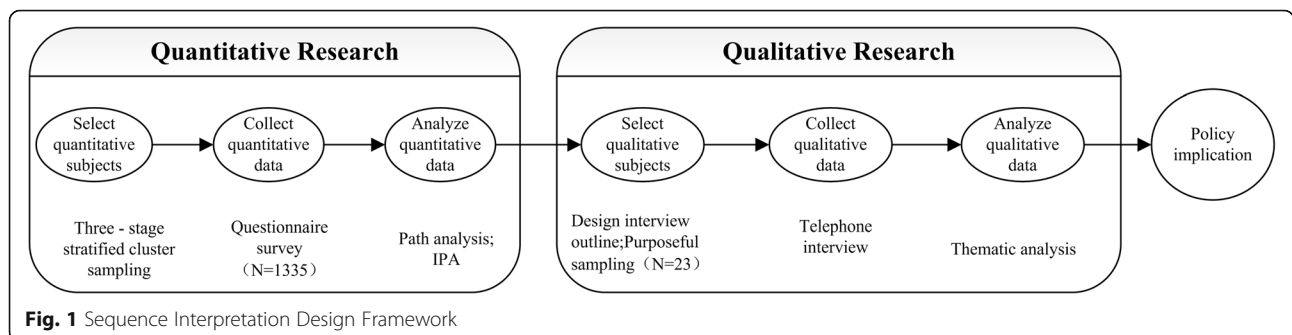 Quantitative Research
Qualitative Research
Select
quantitative
subjects
Collect
quantitative
data
Analyze
quantitative
data
Select
qualitative
subjects
Collect
qualitative
data
Analyze
qualitative
data
Policy
implication
Three - stage
stratified cluster
sampling
Questionnaire
survey
（N=1335）
Path analysis;
IPA
Design interview
outline;Purposeful
sampling（N=23）
Telephone
interview
Thematic analysis
Fig. 1 Sequence Interpretation Design Framework